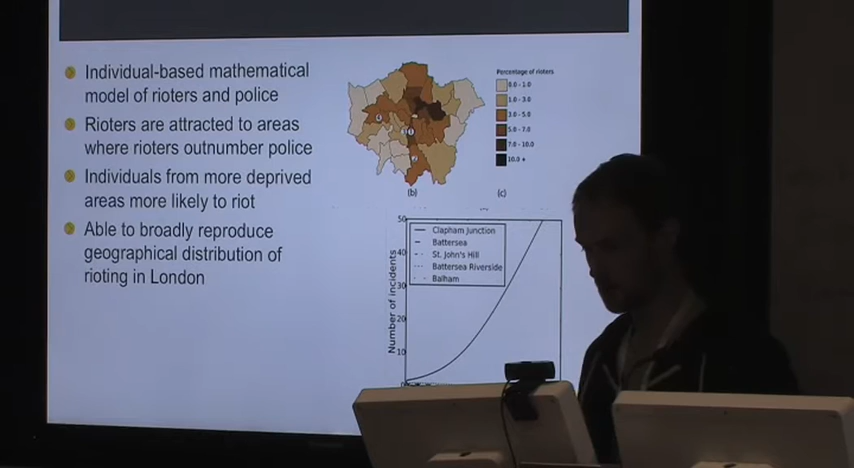 Individual-based mathematical
model of rioters and police
Rioters are attracted to areas
where rioters outnumber police
Individuals from more deprived
areas more likely to riot
Able to broadly reproduce
geographical distribution of
rioting in London
Percentage of rioters
0.0 - 1.0
1.0 - 3.0
3.0 - 5.0
5.0 - 7.0
7.0 - 10.0
10.0 +
(b)
(c)
Number of incidents
50
40
30
20
10
Clapham Junction
Battersea
St. John's Hill
Battersea Riverside
Balham